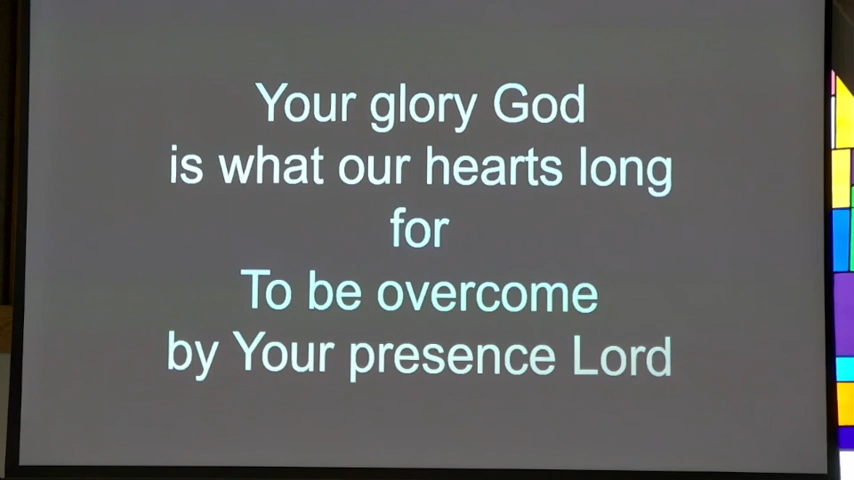 Your glory God
is what our hearts long
for
To be overcome
by Your presence Lord